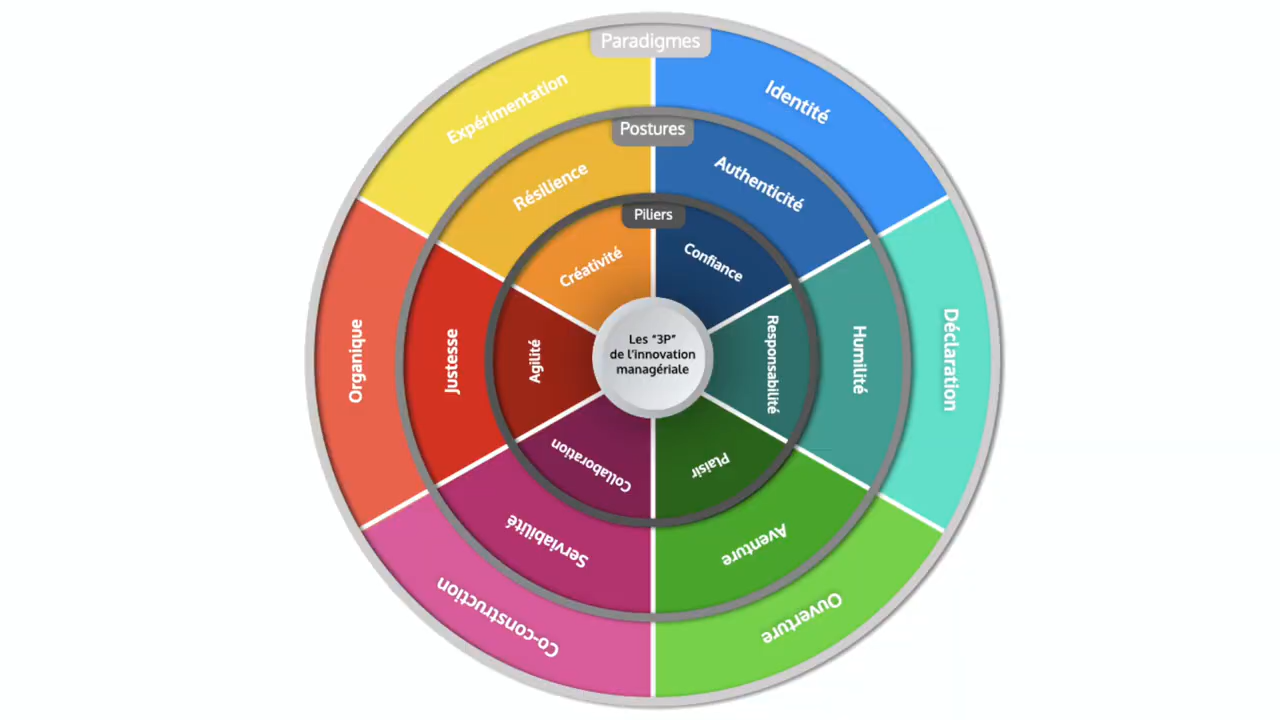 Paradigmes
Identité
Déclaration
Ouverture
Co-construction
Organique
Expérimentation
Postures
Authenticité
Humilité
Aventure
Serviabilité
Justesse
Résilience
Piliers
Confiance
Responsabilité
Plaisir
Collaboration
Agilité
Créativité
Les "3P"
de l'innovation
managériale